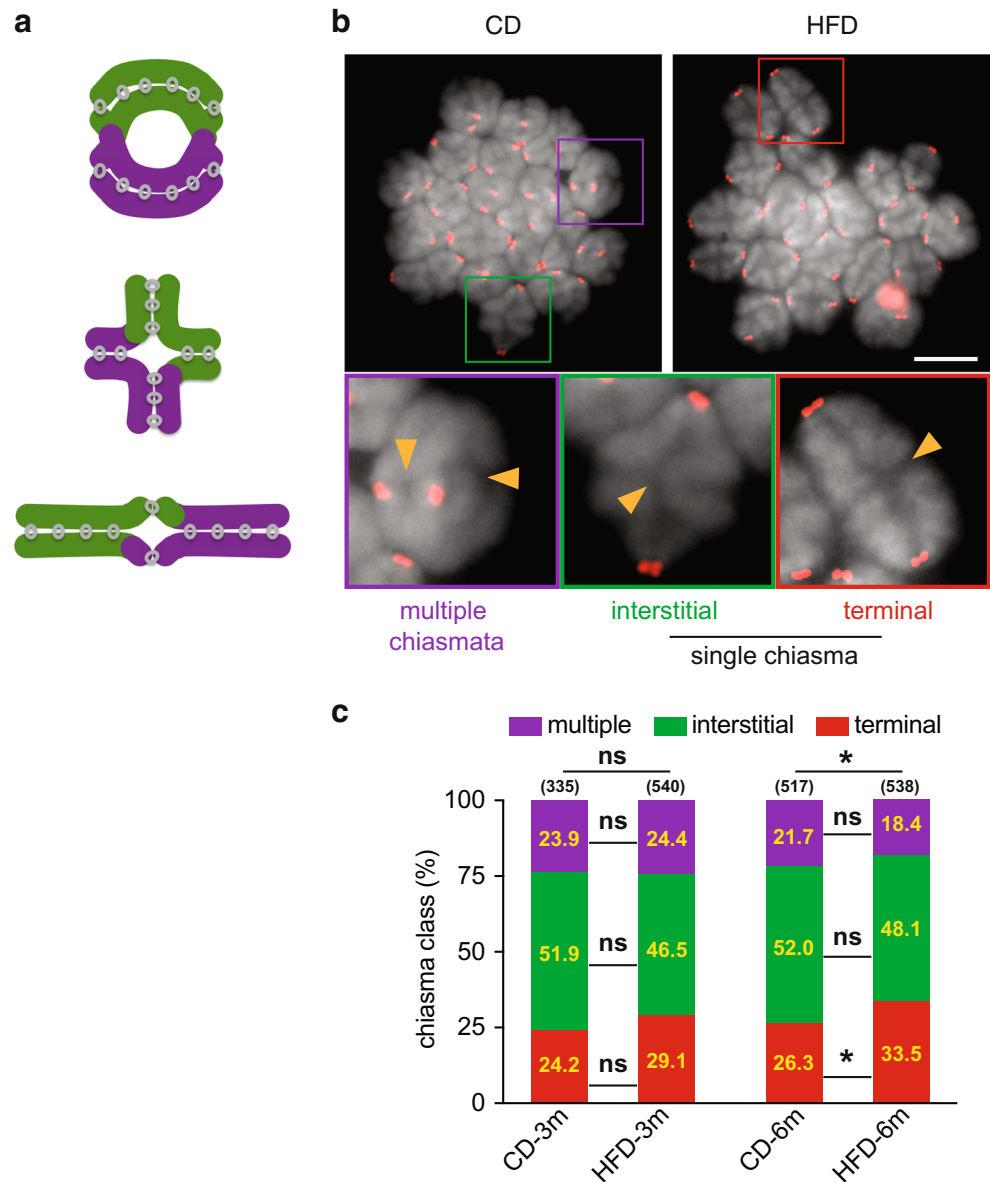 a
b
CD
HFD
multiple
chiasmata
interstitial
terminal
single chiasma
c
multiple interstitial terminal
ns *
(335) (540) (517) (538)
100
75
50
25
0
chiasma class (%)
23.9 ns 24.4 21.7 ns 18.4
51.9 ns 46.5 52.0 ns 48.1
24.2 ns 29.1 26.3 * 33.5
CD-3m HFD-3m CD-6m HFD-6m